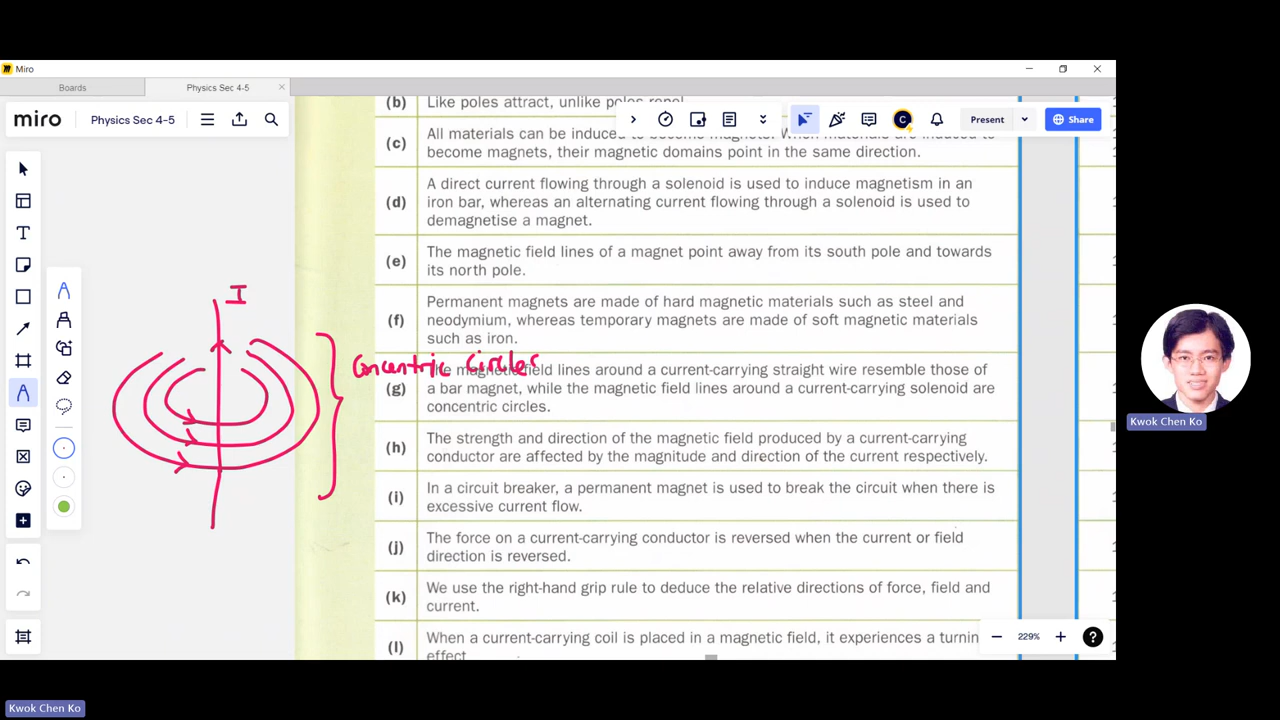 Miro
Boards
Physics Sec 4-5
miro
Physics Sec 4-5
C
Present
Share
(b) Like poles attract, unlike poles repel.
(c) All materials can be induced to become magnets. When materials are induced to
become magnets, their magnetic domains point in the same direction.
(d) A direct current flowing through a solenoid is used to induce magnetism in an
iron bar, whereas an alternating current flowing through a solenoid is used to
demagnetise a magnet.
(e) The magnetic field lines of a magnet point away from its south pole and towards
its north pole.
(f) Permanent magnets are made of hard magnetic materials such as steel and
neodymium, whereas temporary magnets are made of soft magnetic materials
such as iron.
I
Concentric Circles
(g) The magnetic field lines around a current-carrying straight wire resemble those of
a bar magnet, while the magnetic field lines around a current-carrying solenoid are
concentric circles.
(h) The strength and direction of the magnetic field produced by a current-carrying
conductor are affected by the magnitude and direction of the current respectively.
(i) In a circuit breaker, a permanent magnet is used to break the circuit when there is
excessive current flow.
(j) The force on a current-carrying conductor is reversed when the current or field
direction is reversed.
(k) We use the right-hand grip rule to deduce the relative directions of force, field and
current.
(l) When a current-carrying coil is placed in a magnetic field, it experiences a turnin
effect
229%
Kwok Chen Ko
Kwok Chen Ko